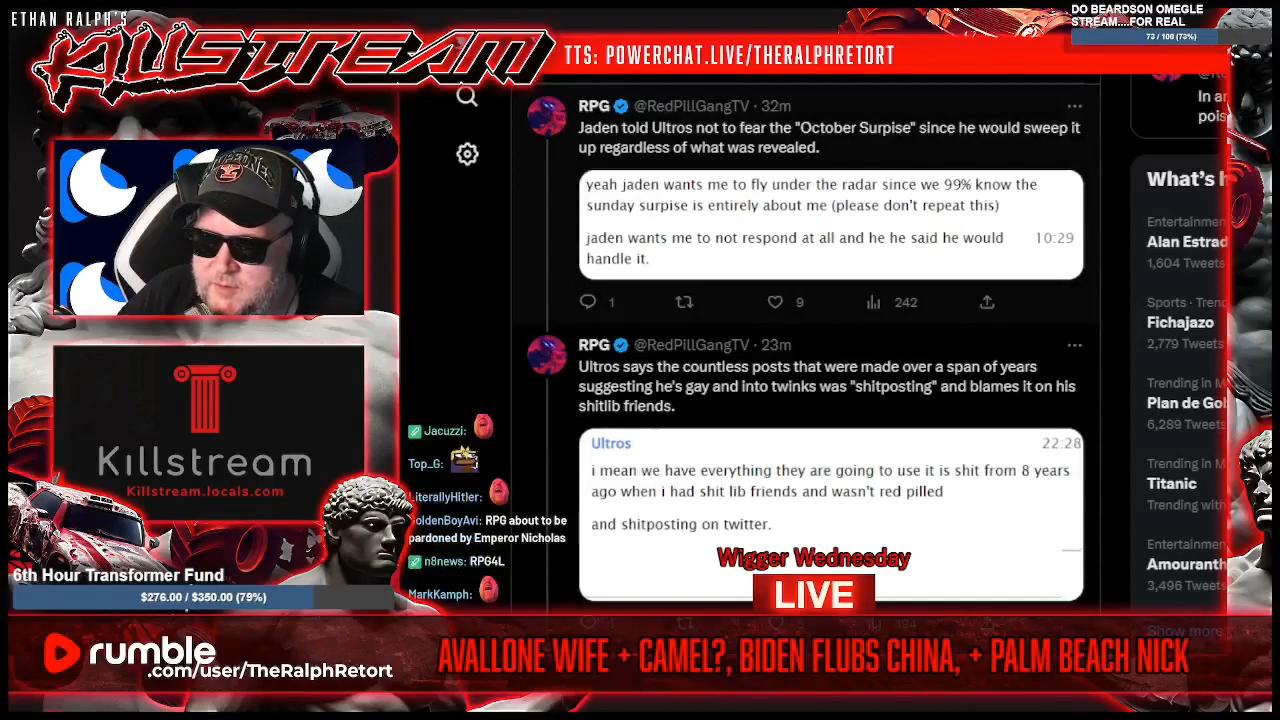 ETHAN RALPH'S
KILLSTREAM
TTS: POWERCHAT.LIVE/THERALPHRETORT
DO BEARDSON OMEGLE
STREAM....FOR REAL
73 / 100 (73%)
RPG @RedPillGangTV · 32m
Jaden told Ultros not to fear the "October Surpise" since he would sweep it
up regardless of what was revealed.
yeah jaden wants me to fly under the radar since we 99% know the
sunday surpise is entirely about me (please don't repeat this)
jaden wants me to not respond at all and he he said he would
handle it.
10:29
1
9
242
RPG @RedPillGangTV · 23m
Ultros says the countless posts that were made over a span of years
suggesting he's gay and into twinks was "shitposting" and blames it on his
shitlib friends.
Ultros
22:28
i mean we have everything they are going to use it is shit from 8 years
ago when i had shit lib friends and wasn't red pilled
and shitposting on twitter.
In ar
pois
What's h
Entertainmen
Alan Estrad
1,604 Tweets
Sports · Trend
Fichajazo
2,779 Tweets
Trending in M
Plan de Gol
6,289 Tweets
Trending in M
Titanic
Trending with
Entertainmen
Amouranth
3,496 Tweets
Show more
Killstream
Killstream.locals.com
Jacuzzi:
Top_G:
LiterallyHitler:
oldenBoyAvi: RPG about to be
pardoned by Emperor Nicholas
n8news: RPG4L
MarkKamph:
6th Hour Transformer Fund
$276.00 / $350.00 (79%)
Wigger Wednesday
LIVE
rumble
.com/user/TheRalphRetort
AVALLONE WIFE + CAMEL?, BIDEN FLUBS CHINA, + PALM BEACH NICK